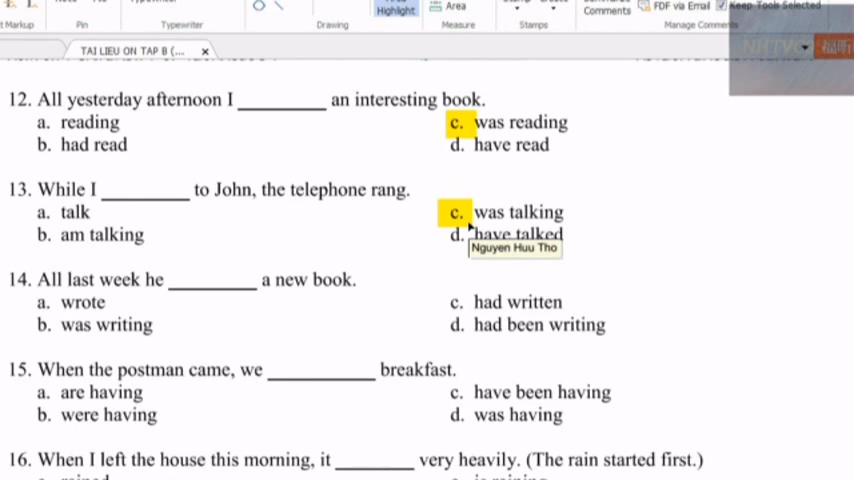 Highlight
Area
Comments
FDF via Email
Keep Tools Selected
t Markup
Pin
Typewriter
Drawing
Measure
Stamps
Manage Comments
TAI LIEU ON TAP B (...
NHTV
福昕
12. All yesterday afternoon I _________ an interesting book.
a. reading
c. was reading
b. had read
d. have read
13. While I _________ to John, the telephone rang.
a. talk
c. was talking
b. am talking
d. have talked
Nguyen Huu Tho
14. All last week he _________ a new book.
a. wrote
c. had written
b. was writing
d. had been writing
15. When the postman came, we ___________ breakfast.
a. are having
c. have been having
b. were having
d. was having
16. When I left the house this morning, it ________ very heavily. (The rain started first.)